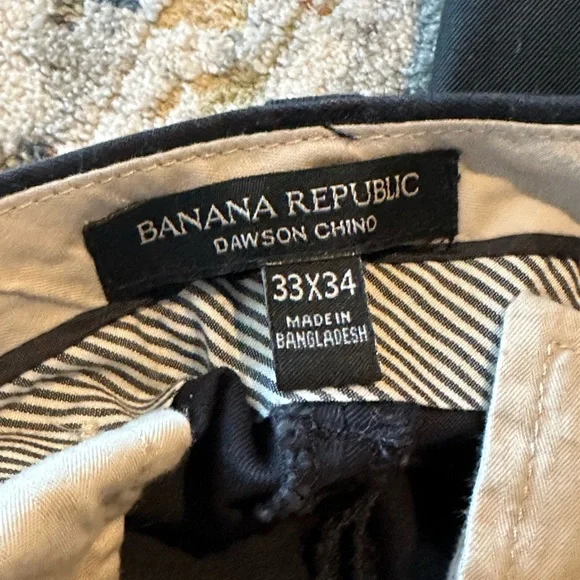 BANANA REPUBLIC
DAWSON CHINO
33X34
MADE IN
BANGLADESH